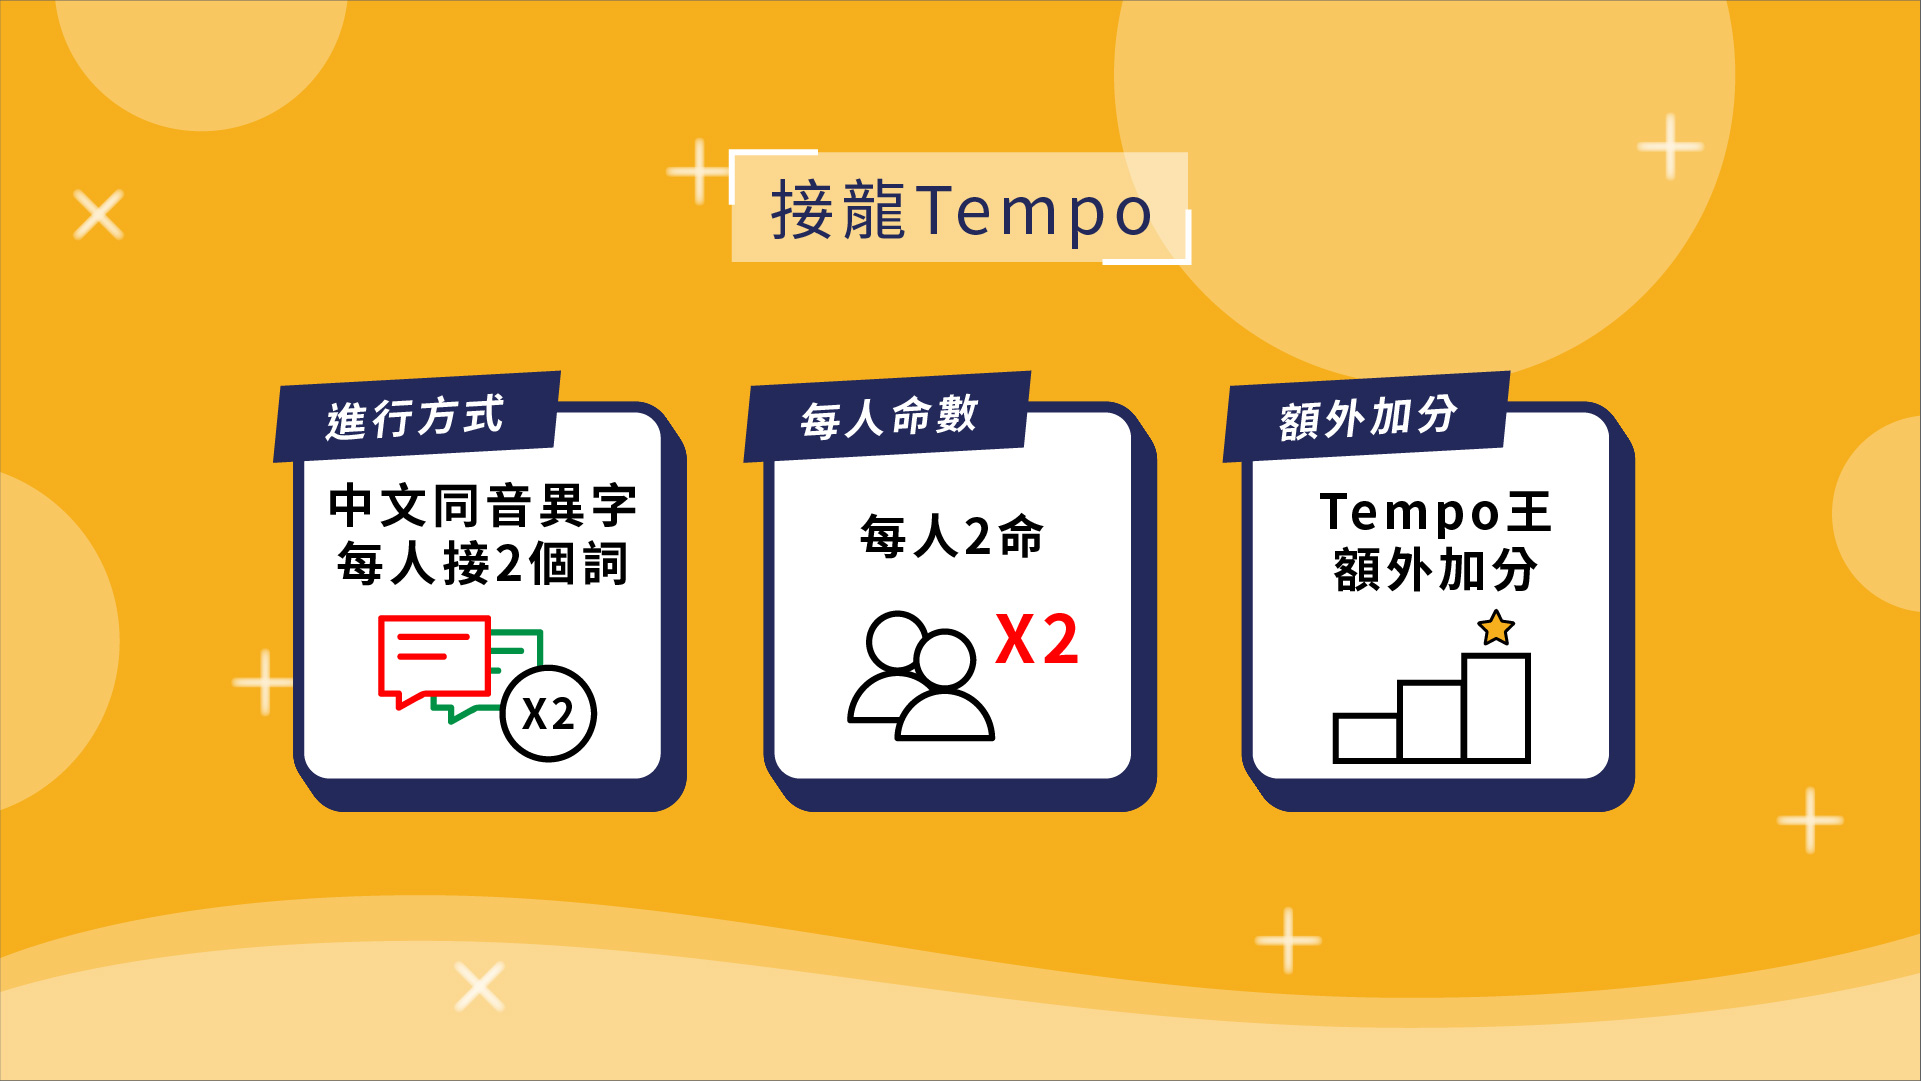 接龍Tempo
進行方式
中文同音異字
每人接2個詞
X2
每人命數
每人2命
X2
額外加分
Tempo王
額外加分